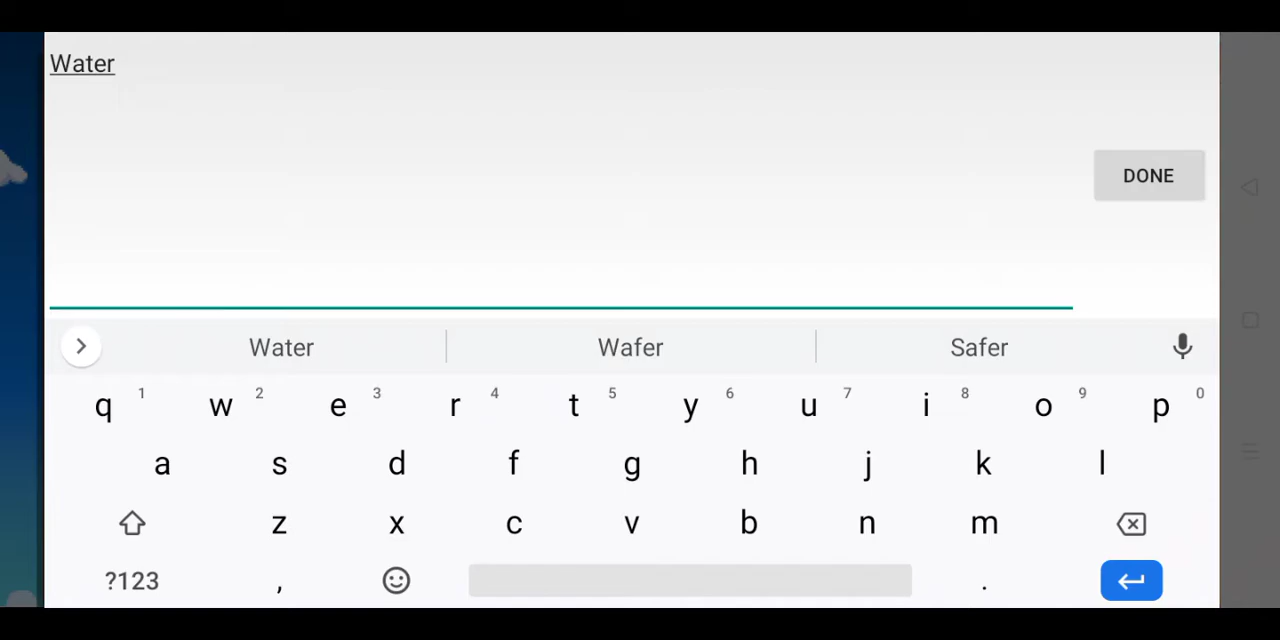 Water
DONE
Water Wafer Safer
q 1 w 2 e 3 r 4 t 5 y 6 u 7 i 8 o 9 p 0
a s d f g h j k l
z x c v b n m
?123 , .